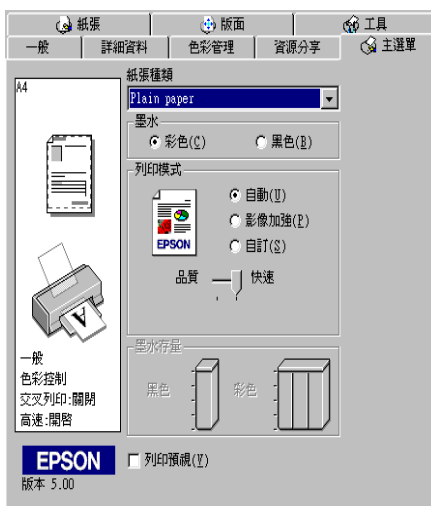 紙張 版面 工具
一般 詳細資料 色彩管理 資源分享 主選單
A4
紙張種類
Plain paper
墨水
彩色(C) 黑色(B)
列印模式
自動(U)
影像加強(P)
自訂(S)
EPSON
品質 快速
墨水存量
黑色 彩色
A
一般
色彩控制
交叉列印:關閉
高速:開啓
EPSON
版本 5.00
列印預視(V)